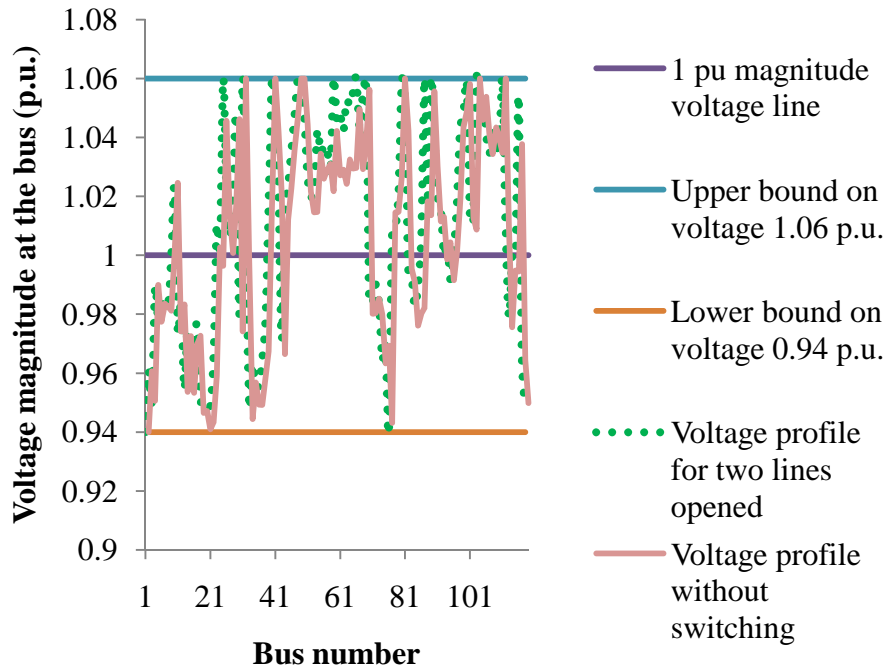 1.08
1.06
1.04
1.02
1
0.98
0.96
0.94
0.92
0.9
Voltage magnitude at the bus (p.u.)
1
21
41
61
81
101
Bus number
1 pu magnitude
voltage line
Upper bound on
voltage 1.06 p.u.
Lower bound on
voltage 0.94 p.u.
Voltage profile
for two lines
opened
Voltage profile
without
switching